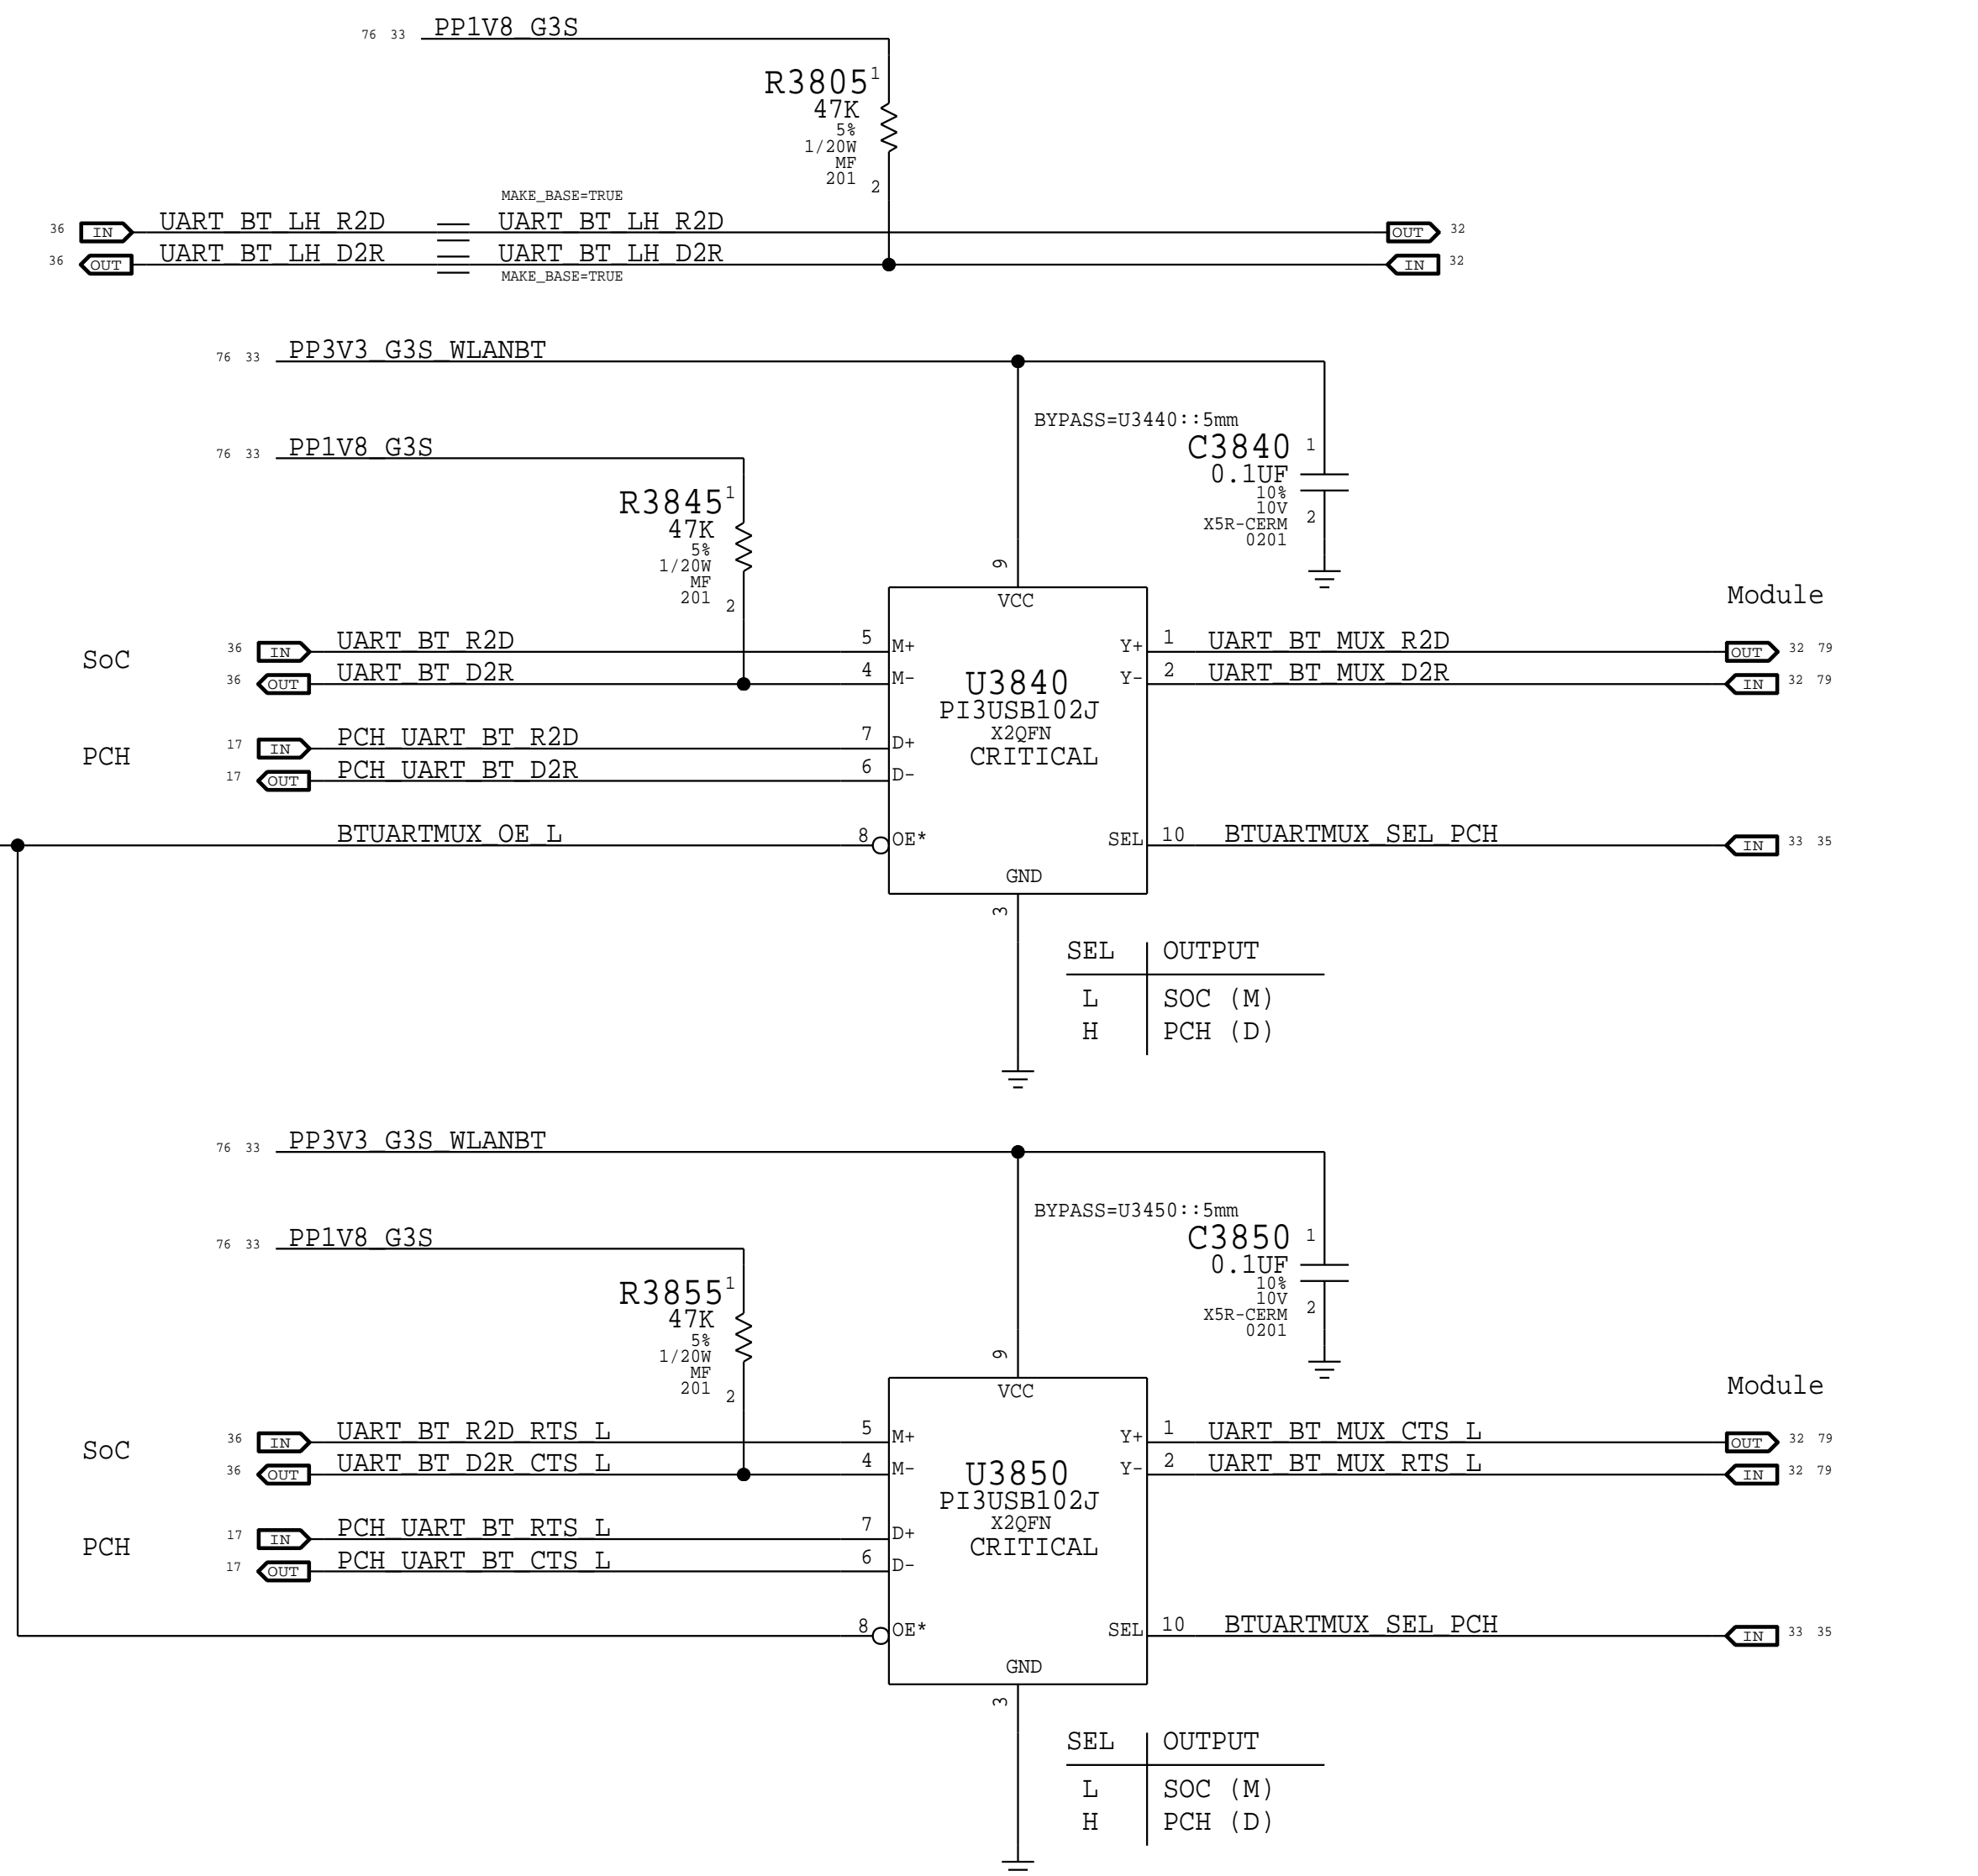 76 33 PP1V8_G3S
R3805 1
47K
5%
1/20W
MF
201
2
MAKE_BASE=TRUE
36 IN UART_BT_LH_R2D UART_BT_LH_R2D OUT 32
36 OUT UART_BT_LH_D2R UART_BT_LH_D2R IN 32
MAKE_BASE=TRUE
76 33 PP3V3_G3S_WLANBT
BYPASS=U3440::5mm
C3840 1
0.1UF
10%
10V
X5R-CERM 2
0201
76 33 PP1V8_G3S
R3845 1
47K
5%
1/20W
MF
201 2
9
VCC
Module
SoC
36 IN UART_BT_R2D 5 M+ Y+ 1 UART_BT_MUX_R2D OUT 32 79
36 OUT UART_BT_D2R 4 M- Y- 2 UART_BT_MUX_D2R IN 32 79
U3840
PI3USB102J
X2QFN
CRITICAL
PCH
17 IN PCH_UART_BT_R2D 7 D+
17 OUT PCH_UART_BT_D2R 6 D-
BTUARTMUX_OE_L 8 OE* SEL 10 BTUARTMUX_SEL_PCH IN 33 35
GND
3
SEL OUTPUT
L SOC (M)
H PCH (D)
76 33 PP3V3_G3S_WLANBT
BYPASS=U3450::5mm
C3850 1
0.1UF
10%
10V
X5R-CERM 2
0201
76 33 PP1V8_G3S
R3855 1
47K
5%
1/20W
MF
201 2
9
VCC
Module
SoC
36 IN UART_BT_R2D_RTS_L 5 M+ Y+ 1 UART_BT_MUX_CTS_L OUT 32 79
36 OUT UART_BT_D2R_CTS_L 4 M- Y- 2 UART_BT_MUX_RTS_L IN 32 79
U3850
PI3USB102J
X2QFN
CRITICAL
PCH
17 IN PCH_UART_BT_RTS_L 7 D+
17 OUT PCH_UART_BT_CTS_L 6 D-
8 OE* SEL 10 BTUARTMUX_SEL_PCH IN 33 35
GND
3
SEL OUTPUT
L SOC (M)
H PCH (D)